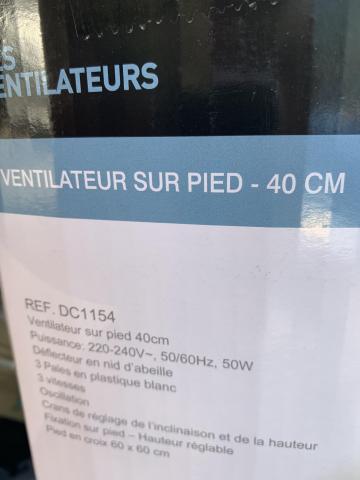 ES
ENTILATEURS
VENTILATEUR SUR PIED - 40 CM
REF. DC1154
Ventilateur sur pied 40cm
Puissance: 220-240V~, 50/60Hz, 50W
Déflecteur en nid d'abeille
3 Pales en plastique blanc
3 vitesses
Oscillation
Crans de réglage de l'inclinaison et de la hauteur
Fixation sur pied – Hauteur réglable
Pied en croix 60 x 60 cm